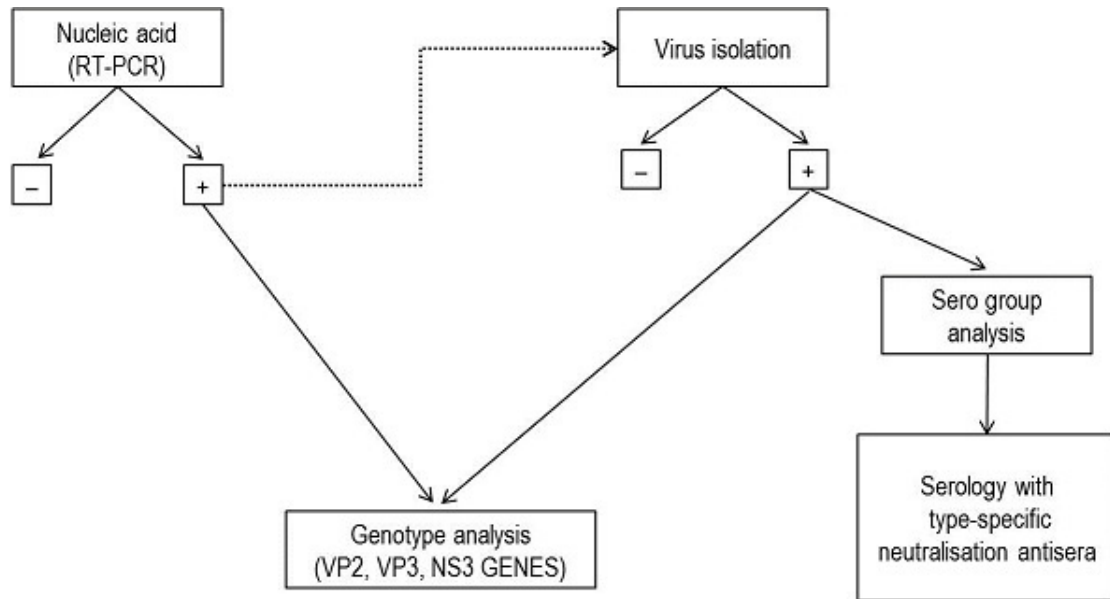 Nucleic acid
(RT-PCR)
Virus isolation
–
+
–
+
Sero group
analysis
Serology with
type-specific
neutralisation antisera
Genotype analysis
(VP2, VP3, NS3 GENES)